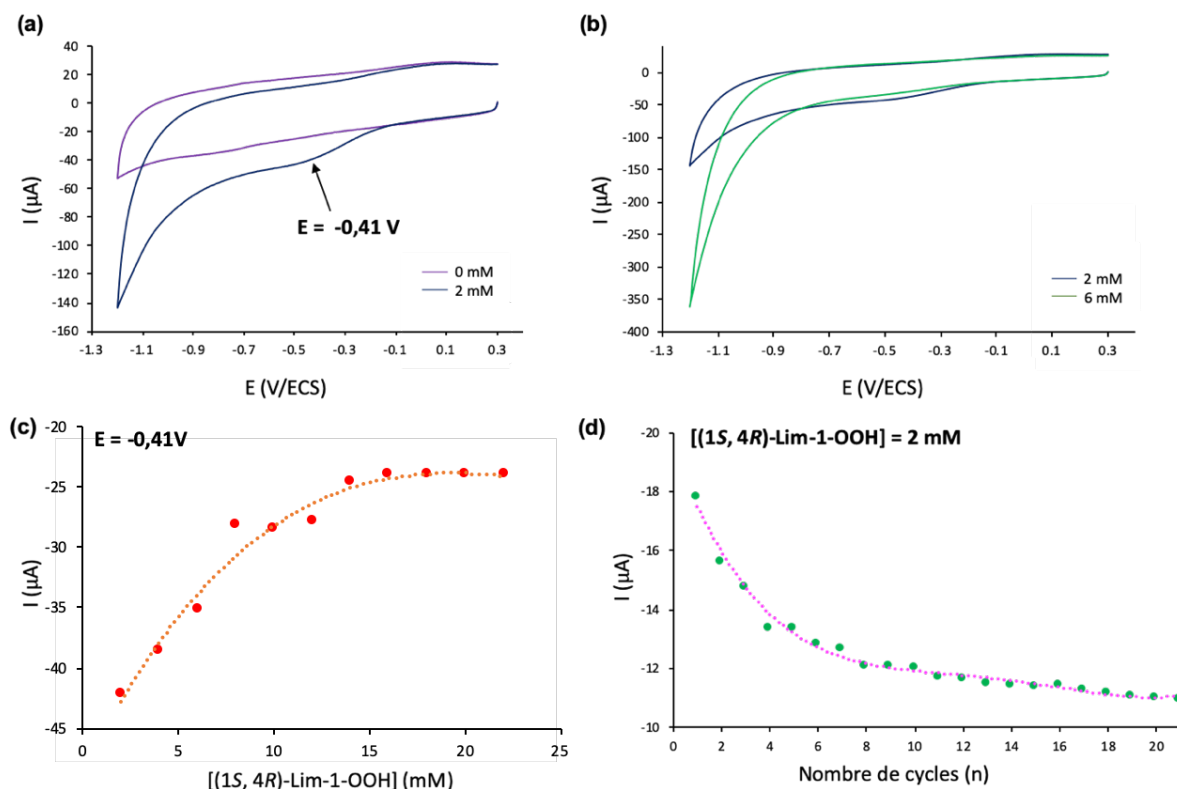 (a)
40
20
0
-20
-40
-60
-80
-100
-120
-140
-160
I (µA)
E = -0,41 V
0 mM
2 mM
-1.3 -1.1 -0.9 -0.7 -0.5 -0.3 -0.1 0.1 0.3
E (V/ECS)
(b)
0
-50
-100
-150
-200
-250
-300
-350
-400
I (µA)
2 mM
6 mM
-1.3 -1.1 -0.9 -0.7 -0.5 -0.3 -0.1 0.1 0.3
E (V/ECS)
(c)
E = -0,41V
-20
-25
-30
-35
-40
-45
I (µA)
0 5 10 15 20 25
[(1S, 4R)-Lim-1-OOH] (mM)
(d)
[(1S, 4R)-Lim-1-OOH] = 2 mM
-20
-18
-16
-14
-12
-10
I (µA)
0 2 4 6 8 10 12 14 16 18 20
Nombre de cycles (n)